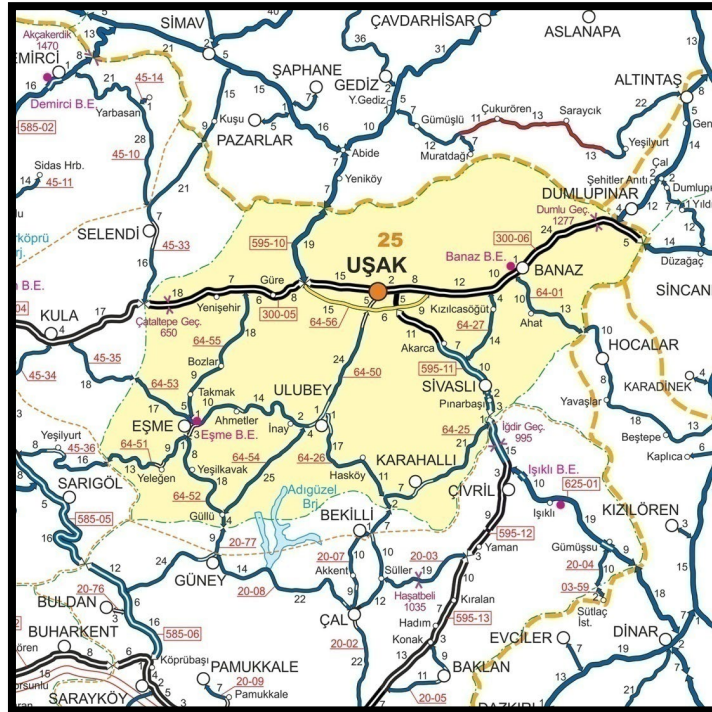 Akçakerdik
1470
SİMAV
ÇAVDARHİSAR
ASLANAPA
EMİRCİ
Demirci B.E.
585-02
45-14
Yarbasan
ŞAPHANE
GEDİZ
Y.Gediz
ALTINTAŞ
Kuşu
PAZARLAR
Gümüşlü
Çukurören
Saraycık
Yeşilyurt
Muratdağı
45-10
Abide
Sidas Hrb.
45-11
Yeniköy
Şehitler Anıtı
Çal
DUMLUPINAR
Dumlu Geç.
1277
SELENDİ
45-33
595-10
25
UŞAK
300-06
Banaz B.E.
BANAZ
Düzağaç
Güre
Yenişehir
300-05
64-56
64-01
Kızılcasöğüt
64-27
Ahat
Çataltepe Geç.
650
KULA
64-55
Akarca
HOCALAR
45-35
45-34
Bozlar
64-50
595-11
SİVASLI
KARADİREK
64-53
Takmak
ULUBEY
Pınarbaşı
Yavaşlar
Ahmetler
EŞME
Eşme B.E.
İnay
64-25
İğdir Geç.
995
Beştepe
Yeşilyurt
45-36
64-51
Yeleğen
64-54
64-26
Hasköy
KARAHALLI
Işıklı B.E.
Kaplıca
SARIGÖL
Yeşilkavak
64-52
Adıgüzel
Brj.
ÇİVRİL
625-01
Işıklı
KIZILÖREN
585-05
Güllü
BEKİLLİ
595-12
20-77
20-07
20-03
Yaman
Gümüşsu
20-04
GÜNEY
20-08
Akkent
Süller
Haşatbeli
1035
03-59
Sütlaç
İst.
20-76
BULDAN
585-06
ÇAL
Kıralan
595-13
Hadım
BUHARKENT
20-02
Konak
EVCİLER
DİNAR
Köprübaşı
PAMUKKALE
BAKLAN
SARAYKÖY
20-09
Pamukkale
20-05